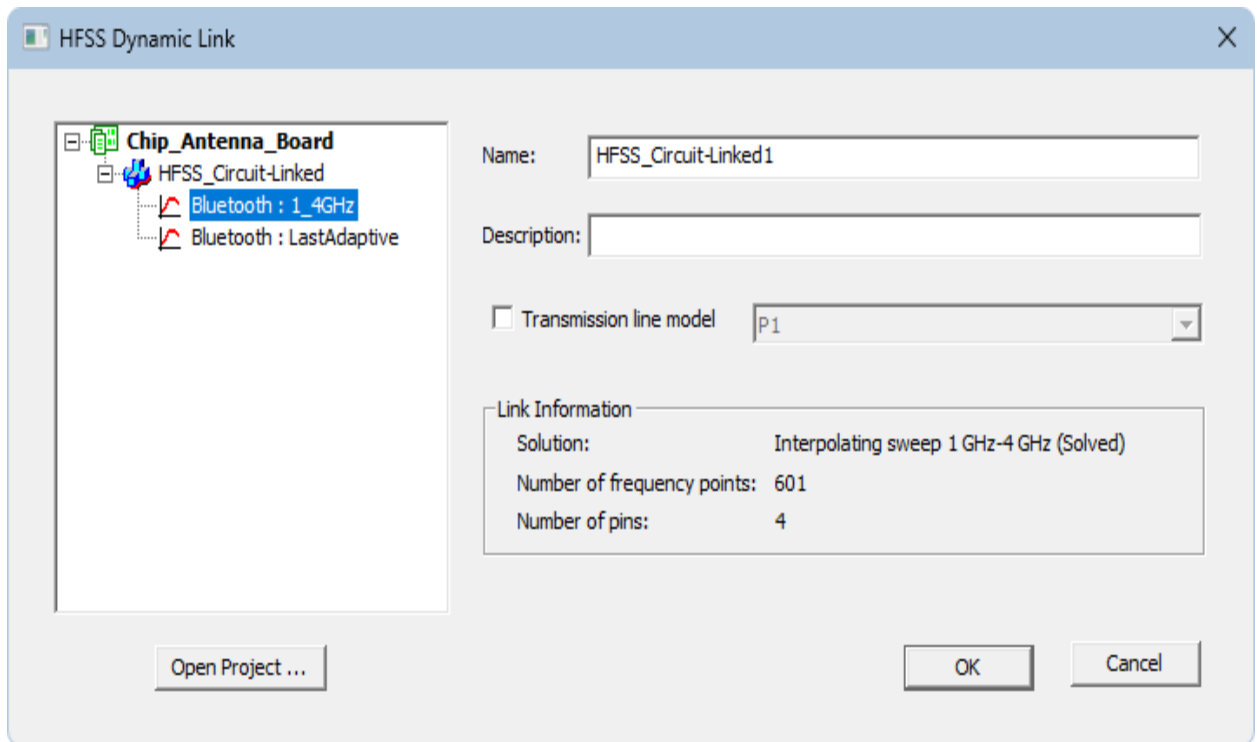 HFSS Dynamic Link
Chip_Antenna_Board
HFSS_Circuit-Linked
Bluetooth : 1_4GHz
Bluetooth : LastAdaptive
Open Project ...
Name: HFSS_Circuit-Linked1
Description:
Transmission line model P1
Link Information
Solution: Interpolating sweep 1 GHz-4 GHz (Solved)
Number of frequency points: 601
Number of pins: 4
OK Cancel